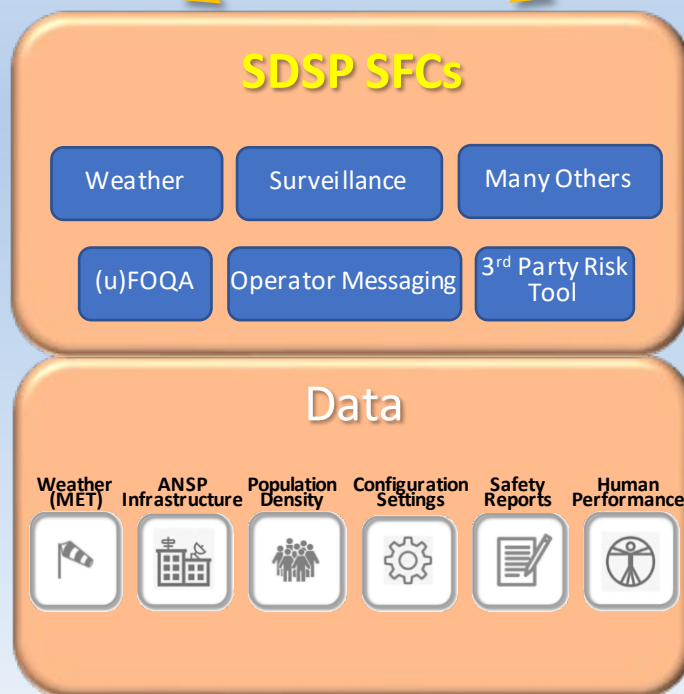 SDSP SFCs
Weather
Surveillance
Many Others
(u)FOQA
Operator Messaging
3rd Party Risk
Tool
Data
Weather
(MET)
ANSP
Infrastructure
Population
Density
Configuration
Settings
Safety
Reports
Human
Performance